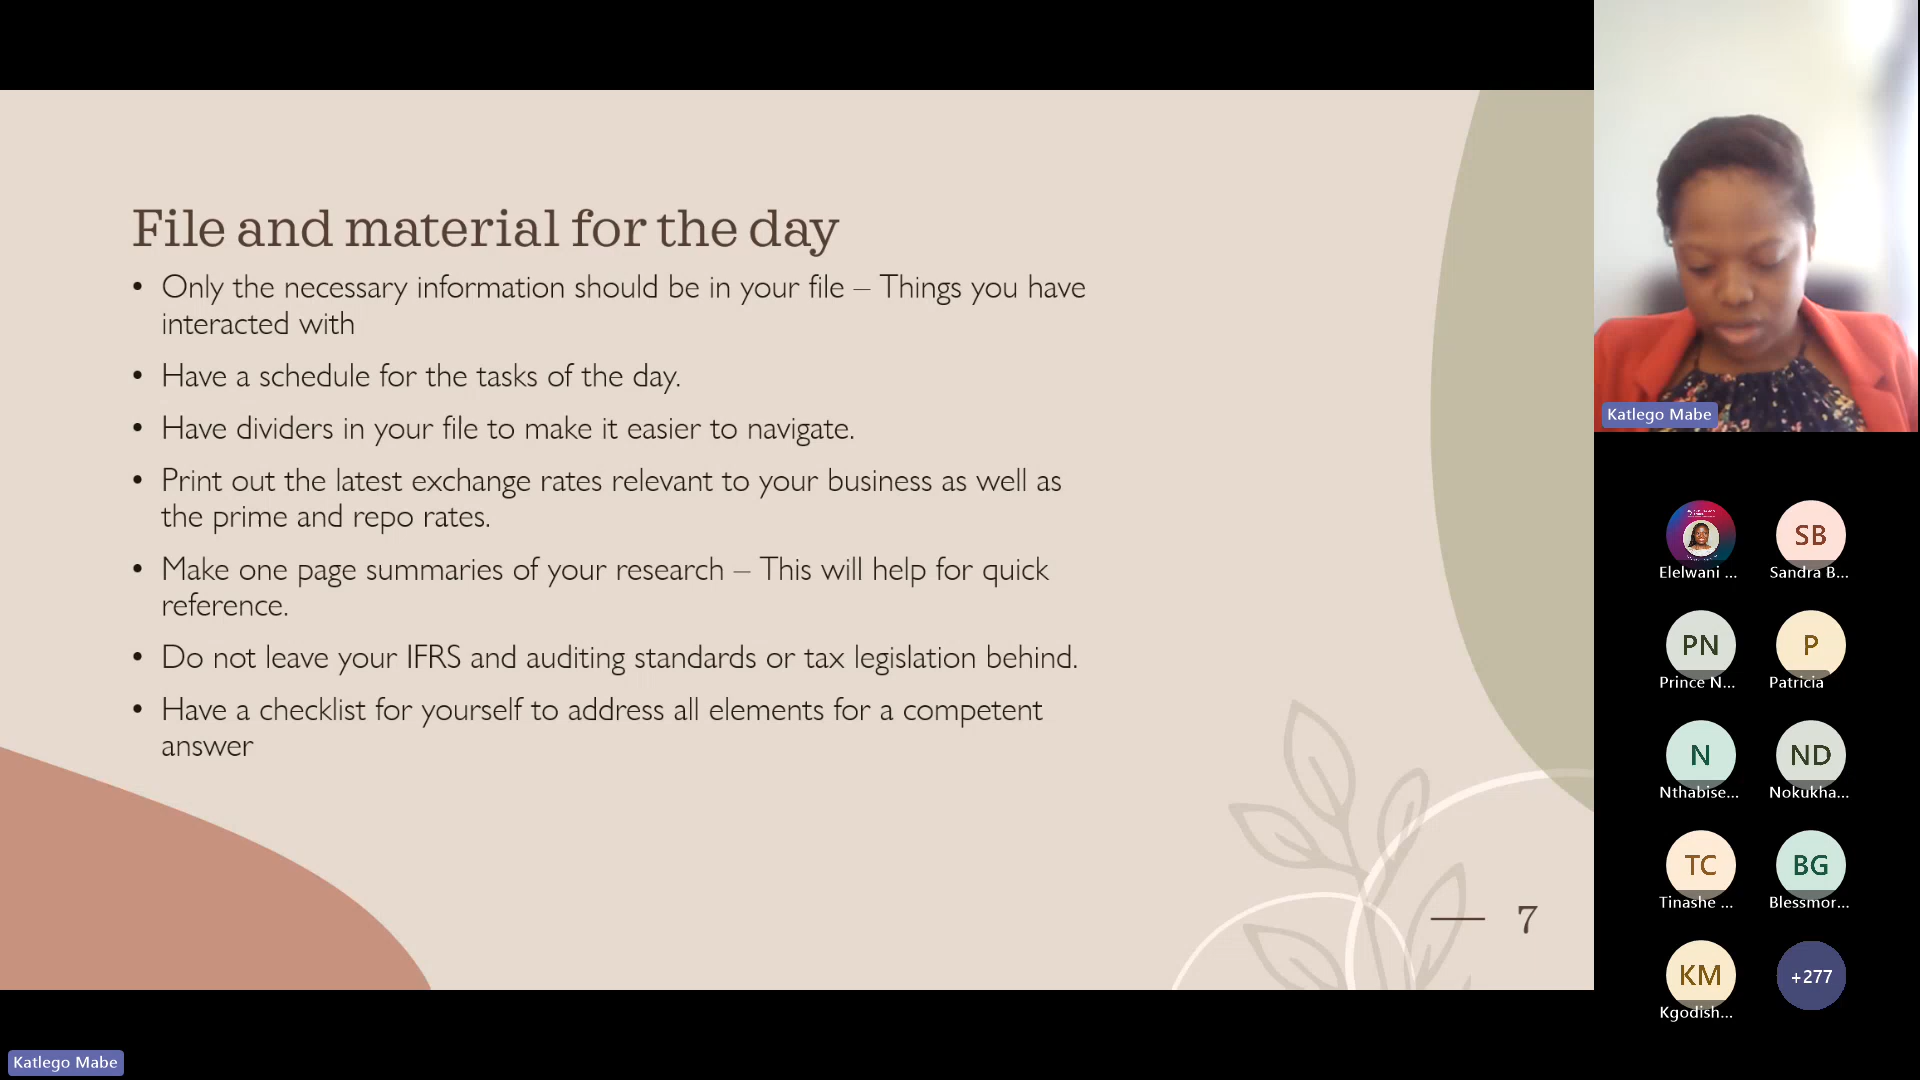 File and material for the day
• Only the necessary information should be in your file – Things you have
interacted with
• Have a schedule for the tasks of the day.
• Have dividers in your file to make it easier to navigate.
• Print out the latest exchange rates relevant to your business as well as
the prime and repo rates.
• Make one page summaries of your research – This will help for quick
reference.
• Do not leave your IFRS and auditing standards or tax legislation behind.
• Have a checklist for yourself to address all elements for a competent
answer
7
Katlego Mabe
Elelwani ...
SB
Sandra B...
PN
Prince N...
P
Patricia
N
Nthabise...
ND
Nokukha...
TC
Tinashe ...
BG
Blessmor...
KM
Kgodish...
+277
Katlego Mabe